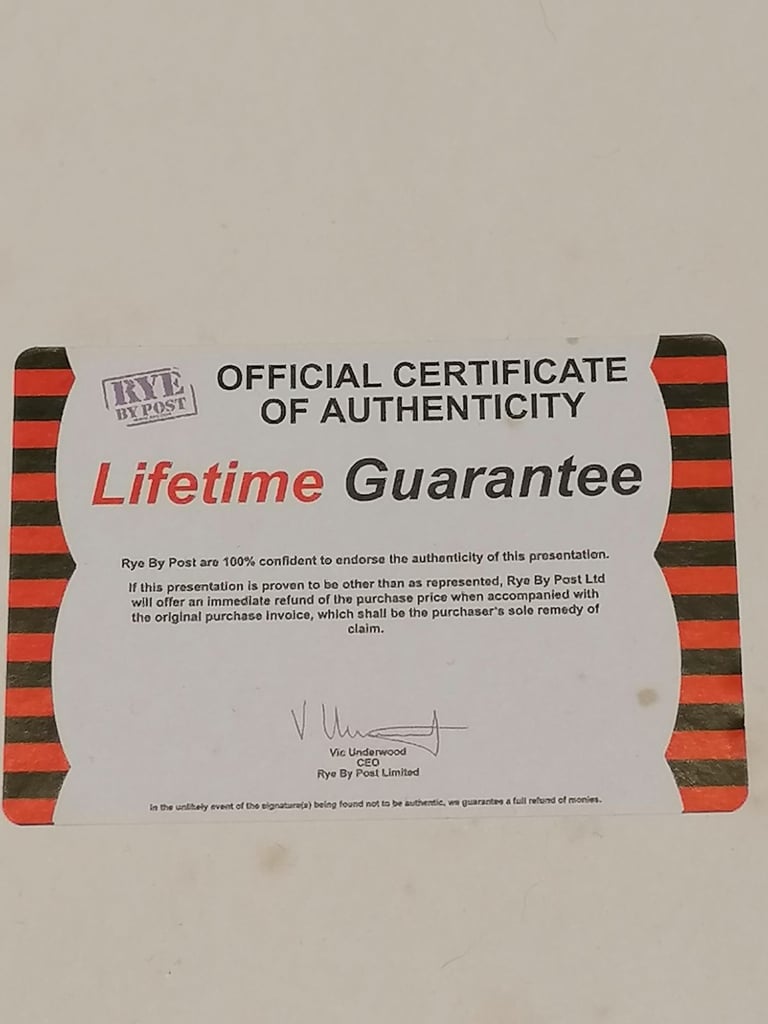 RYE
BY POST
OFFICIAL CERTIFICATE
OF AUTHENTICITY
Lifetime Guarantee
Rye By Post are 100% confident to endorse the authenticity of this presentation.
If this presentation is proven to be other than as represented, Rye By Post Ltd
will offer an immediate refund of the purchase price when accompanied with
the original purchase invoice, which shall be the purchaser's sole remedy of
claim.
Vic Underwood
CEO
Rye By Post Limited
In the unlikely event of the signature(s) being found not to be authentic, we guarantee a full refund of monies.